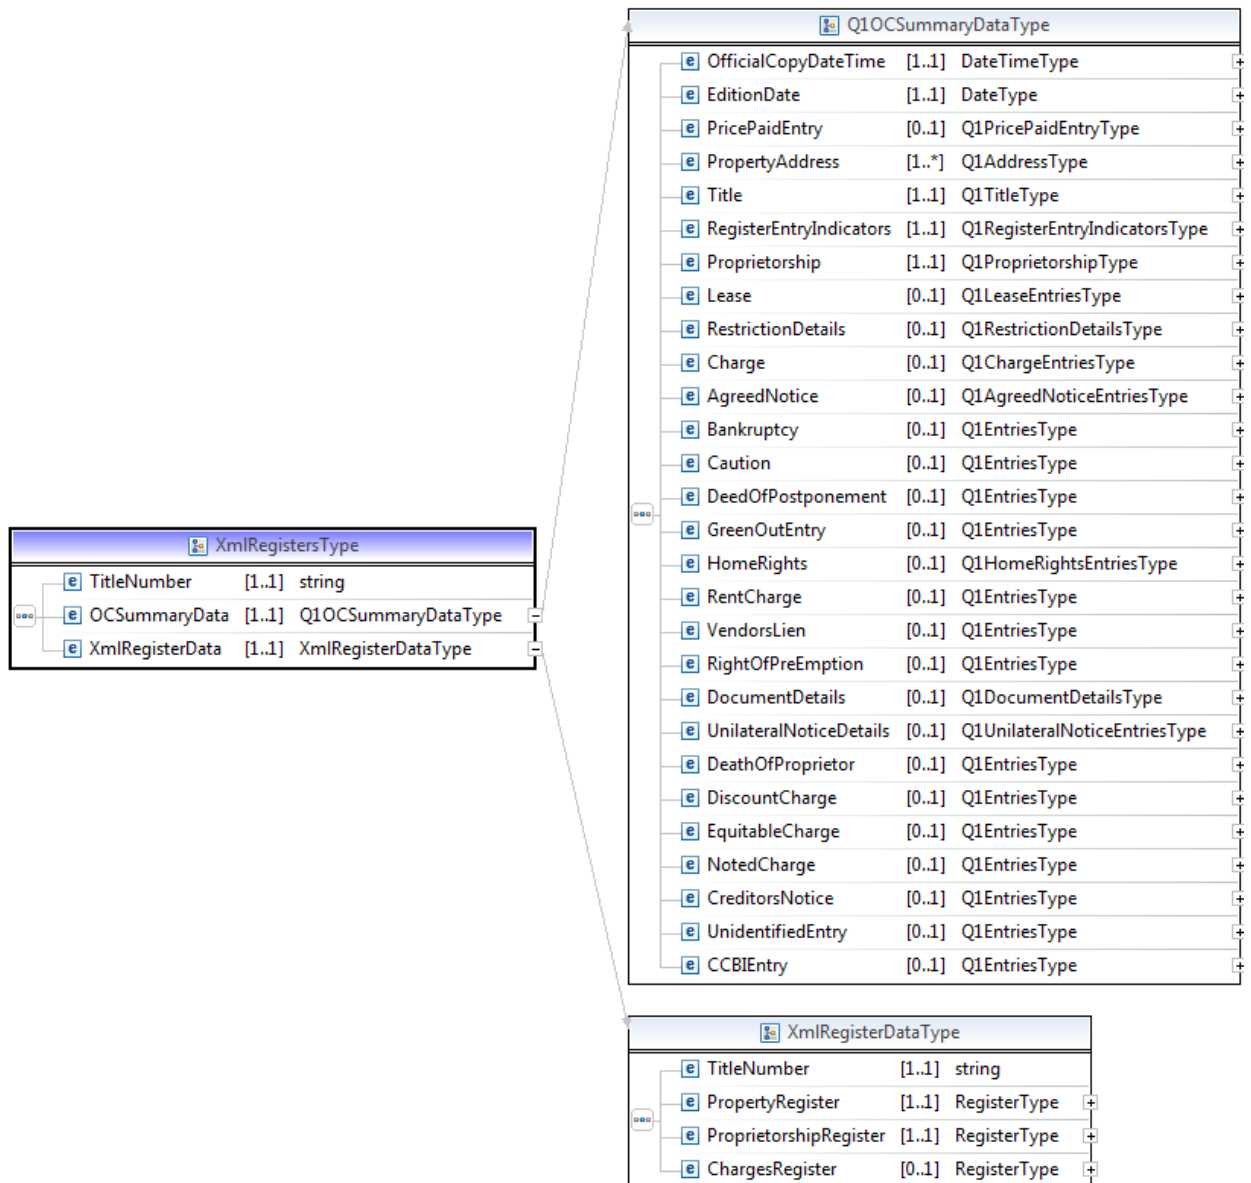 Q1OCSummaryDataType
OfficialCopyDateTime [1..1] DateTimeType
EditionDate [1..1] DateType
PricePaidEntry [0..1] Q1PricePaidEntryType
PropertyAddress [1..*] Q1AddressType
Title [1..1] Q1TitleType
RegisterEntryIndicators [1..1] Q1RegisterEntryIndicatorsType
Proprietorship [1..1] Q1ProprietorshipType
Lease [0..1] Q1LeaseEntriesType
RestrictionDetails [0..1] Q1RestrictionDetailsType
Charge [0..1] Q1ChargeEntriesType
AgreedNotice [0..1] Q1AgreedNoticeEntriesType
Bankruptcy [0..1] Q1EntriesType
Caution [0..1] Q1EntriesType
DeedOfPostponement [0..1] Q1EntriesType
GreenOutEntry [0..1] Q1EntriesType
HomeRights [0..1] Q1HomeRightsEntriesType
RentCharge [0..1] Q1EntriesType
VendorsLien [0..1] Q1EntriesType
RightOfPreEmption [0..1] Q1EntriesType
DocumentDetails [0..1] Q1DocumentDetailsType
UnilateralNoticeDetails [0..1] Q1UnilateralNoticeEntriesType
DeathOfProprietor [0..1] Q1EntriesType
DiscountCharge [0..1] Q1EntriesType
EquitableCharge [0..1] Q1EntriesType
NotedCharge [0..1] Q1EntriesType
CreditorsNotice [0..1] Q1EntriesType
UnidentifiedEntry [0..1] Q1EntriesType
CCBIEntry [0..1] Q1EntriesType
XmlRegistersType
TitleNumber [1..1] string
OCSummaryData [1..1] Q1OCSummaryDataType
XmlRegisterData [1..1] XmlRegisterDataType
XmlRegisterDataType
TitleNumber [1..1] string
PropertyRegister [1..1] RegisterType
ProprietorshipRegister [1..1] RegisterType
ChargesRegister [0..1] RegisterType